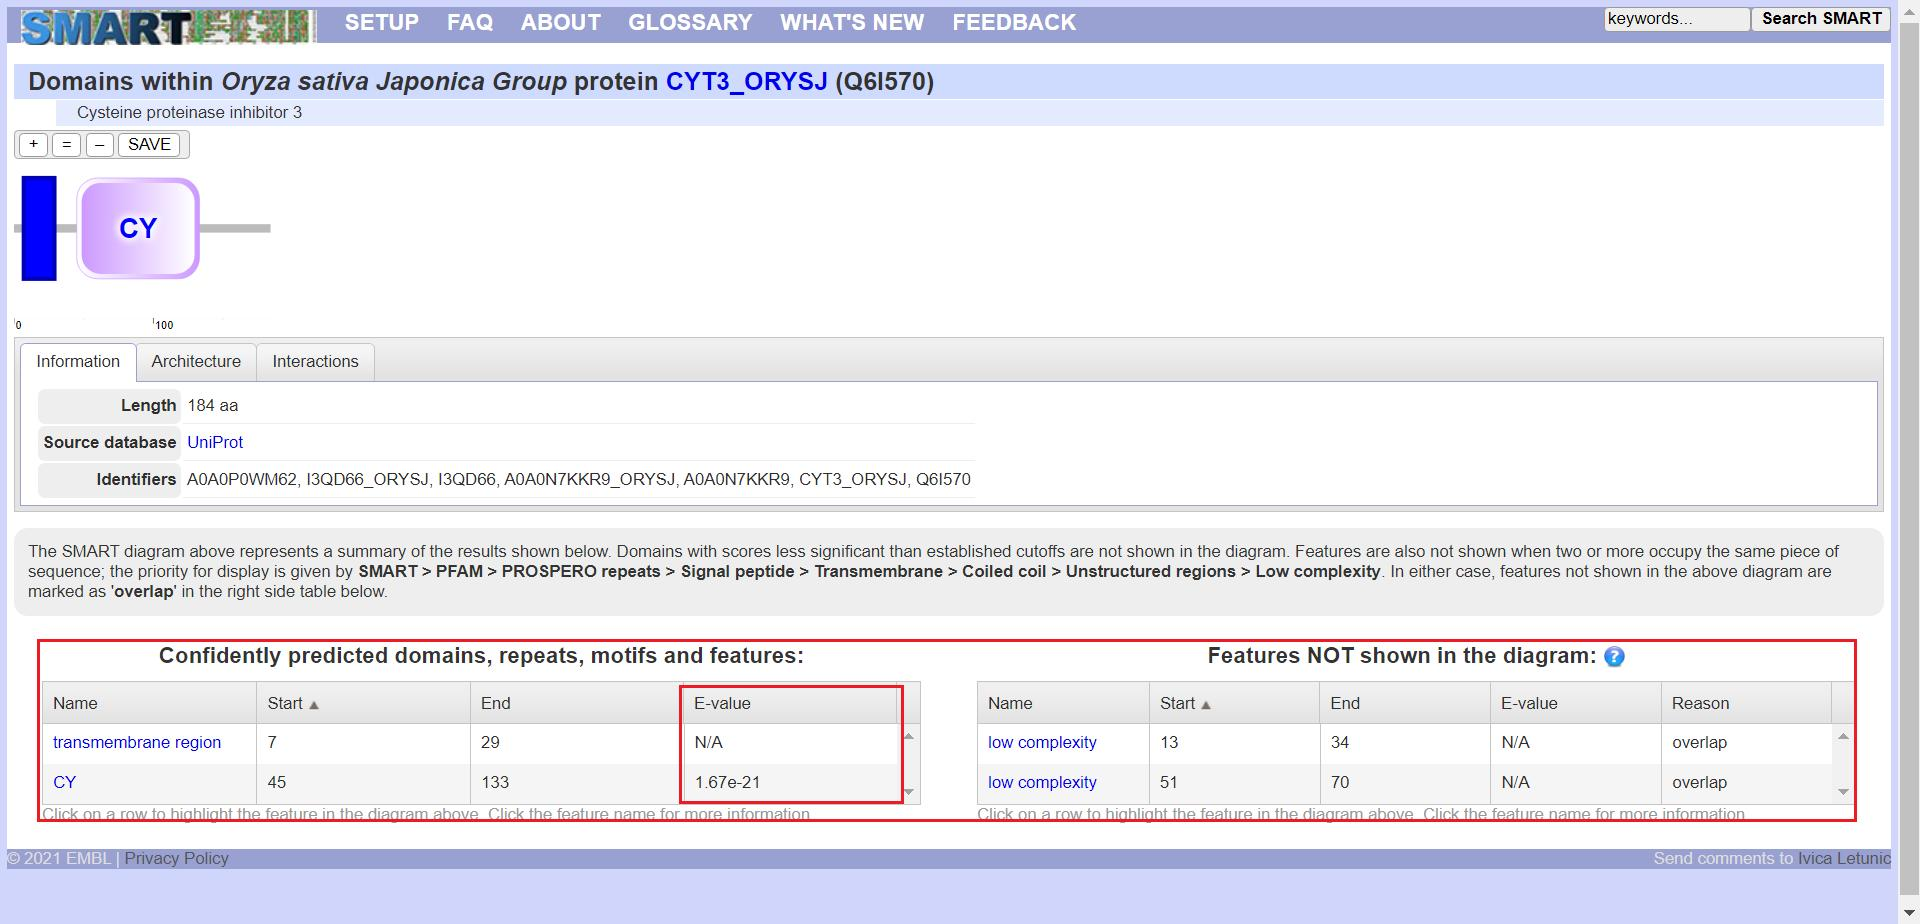 SMART SETUP FAQ ABOUT GLOSSARY WHAT'S NEW FEEDBACK keywords... Search SMART
Domains within Oryza sativa Japonica Group protein CYT3_ORYSJ (Q6I570)
Cysteine proteinase inhibitor 3
+ = – SAVE
CY
0 100
Information Architecture Interactions
Length 184 aa
Source database UniProt
Identifiers A0A0P0WM62, I3QD66_ORYSJ, I3QD66, A0A0N7KKR9_ORYSJ, A0A0N7KKR9, CYT3_ORYSJ, Q6I570
The SMART diagram above represents a summary of the results shown below. Domains with scores less significant than established cutoffs are not shown in the diagram. Features are also not shown when two or more occupy the same piece of
sequence; the priority for display is given by SMART > PFAM > PROSPERO repeats > Signal peptide > Transmembrane > Coiled coil > Unstructured regions > Low complexity. In either case, features not shown in the above diagram are
marked as 'overlap' in the right side table below.
Confidently predicted domains, repeats, motifs and features:
Name Start End E-value
transmembrane region 7 29 N/A
CY 45 133 1.67e-21
Click on a row to highlight the feature in the diagram above. Click the feature name for more information.
Features NOT shown in the diagram: ?
Name Start End E-value Reason
low complexity 13 34 N/A overlap
low complexity 51 70 N/A overlap
Click on a row to highlight the feature in the diagram above. Click the feature name for more information.
© 2021 EMBL | Privacy Policy Send comments to Ivica Letunic